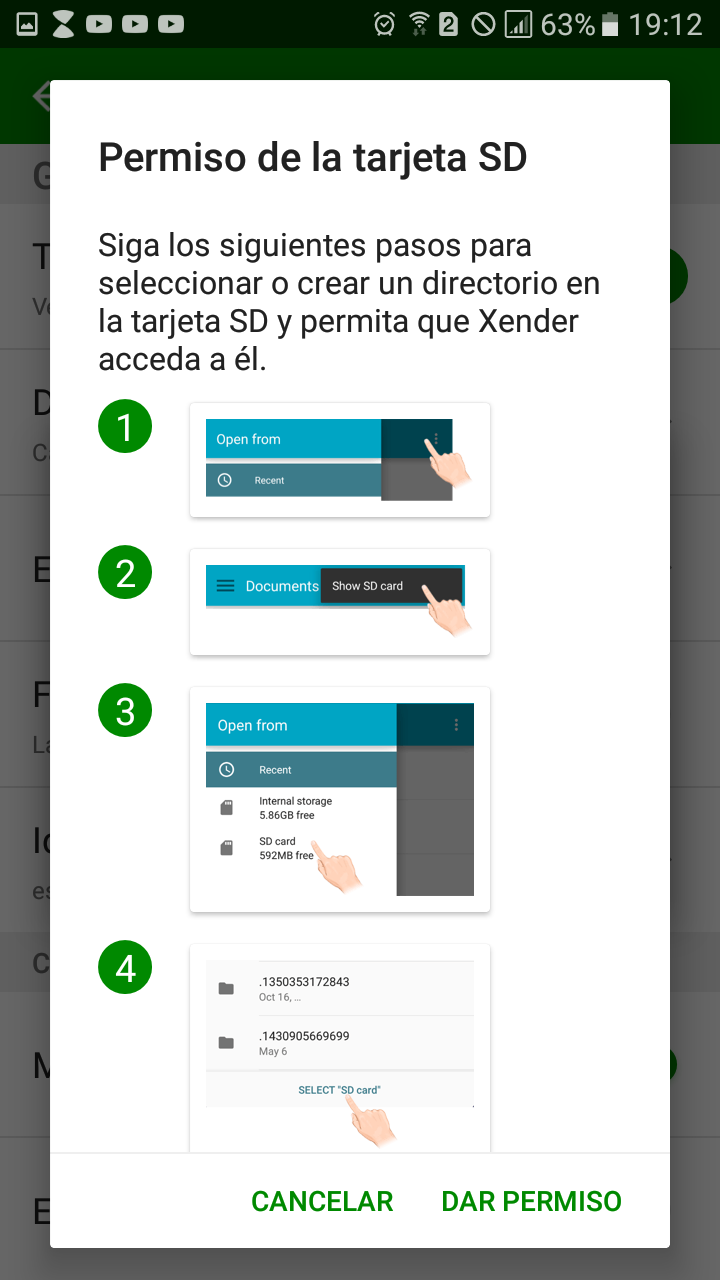 2 63% 19:12
Permiso de la tarjeta SD
Siga los siguientes pasos para
seleccionar o crear un directorio en
la tarjeta SD y permita que Xender
acceda a él.
1
Open from
Recent
2
Documents Show SD card
3
Open from
Recent
Internal storage
5.86GB free
SD card
592MB free
4
.1350353172843
Oct 16, ...
.1430905669699
May 6
SELECT "SD card"
CANCELAR DAR PERMISO